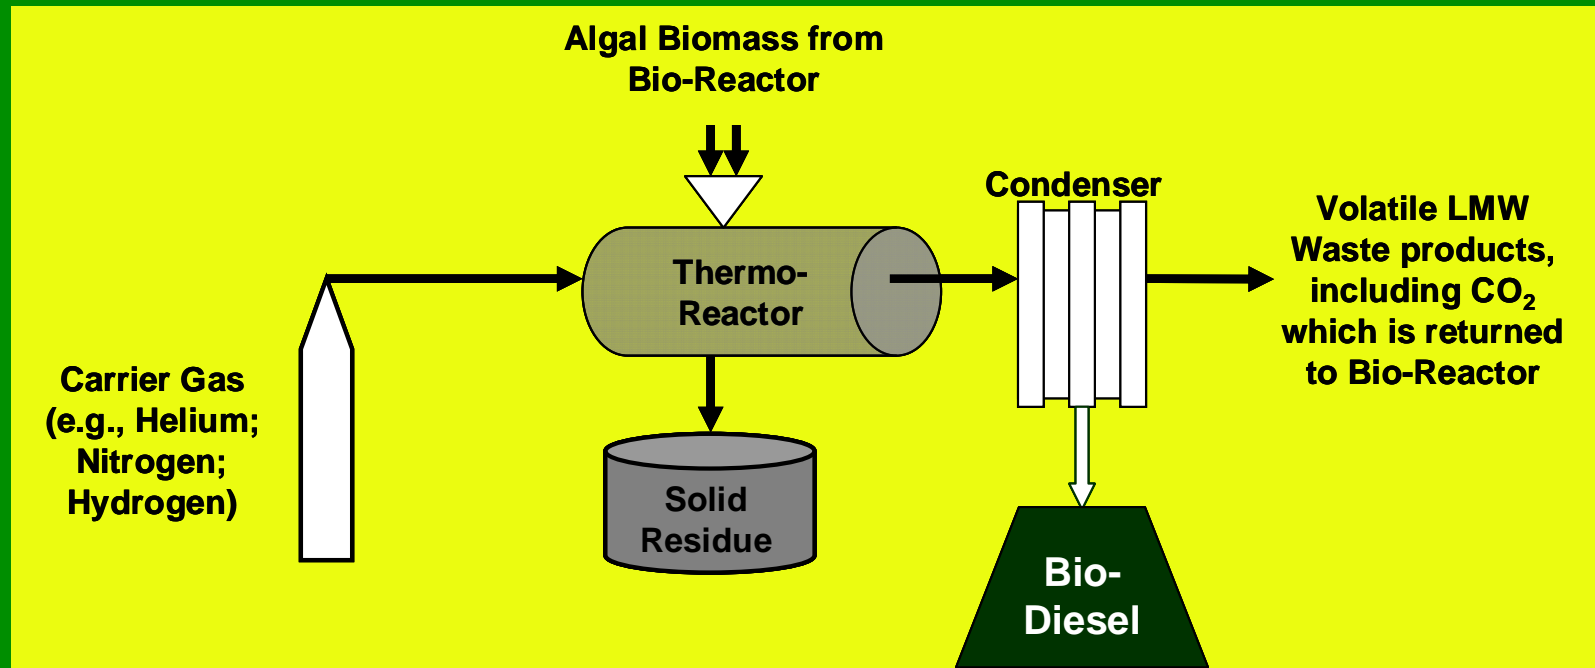 Algal Biomass from
Bio-Reactor
Condenser
Volatile LMW
Waste products,
including CO₂
which is returned
to Bio-Reactor
Thermo-
Reactor
Carrier Gas
(e.g., Helium;
Nitrogen;
Hydrogen)
Solid
Residue
Bio-
Diesel